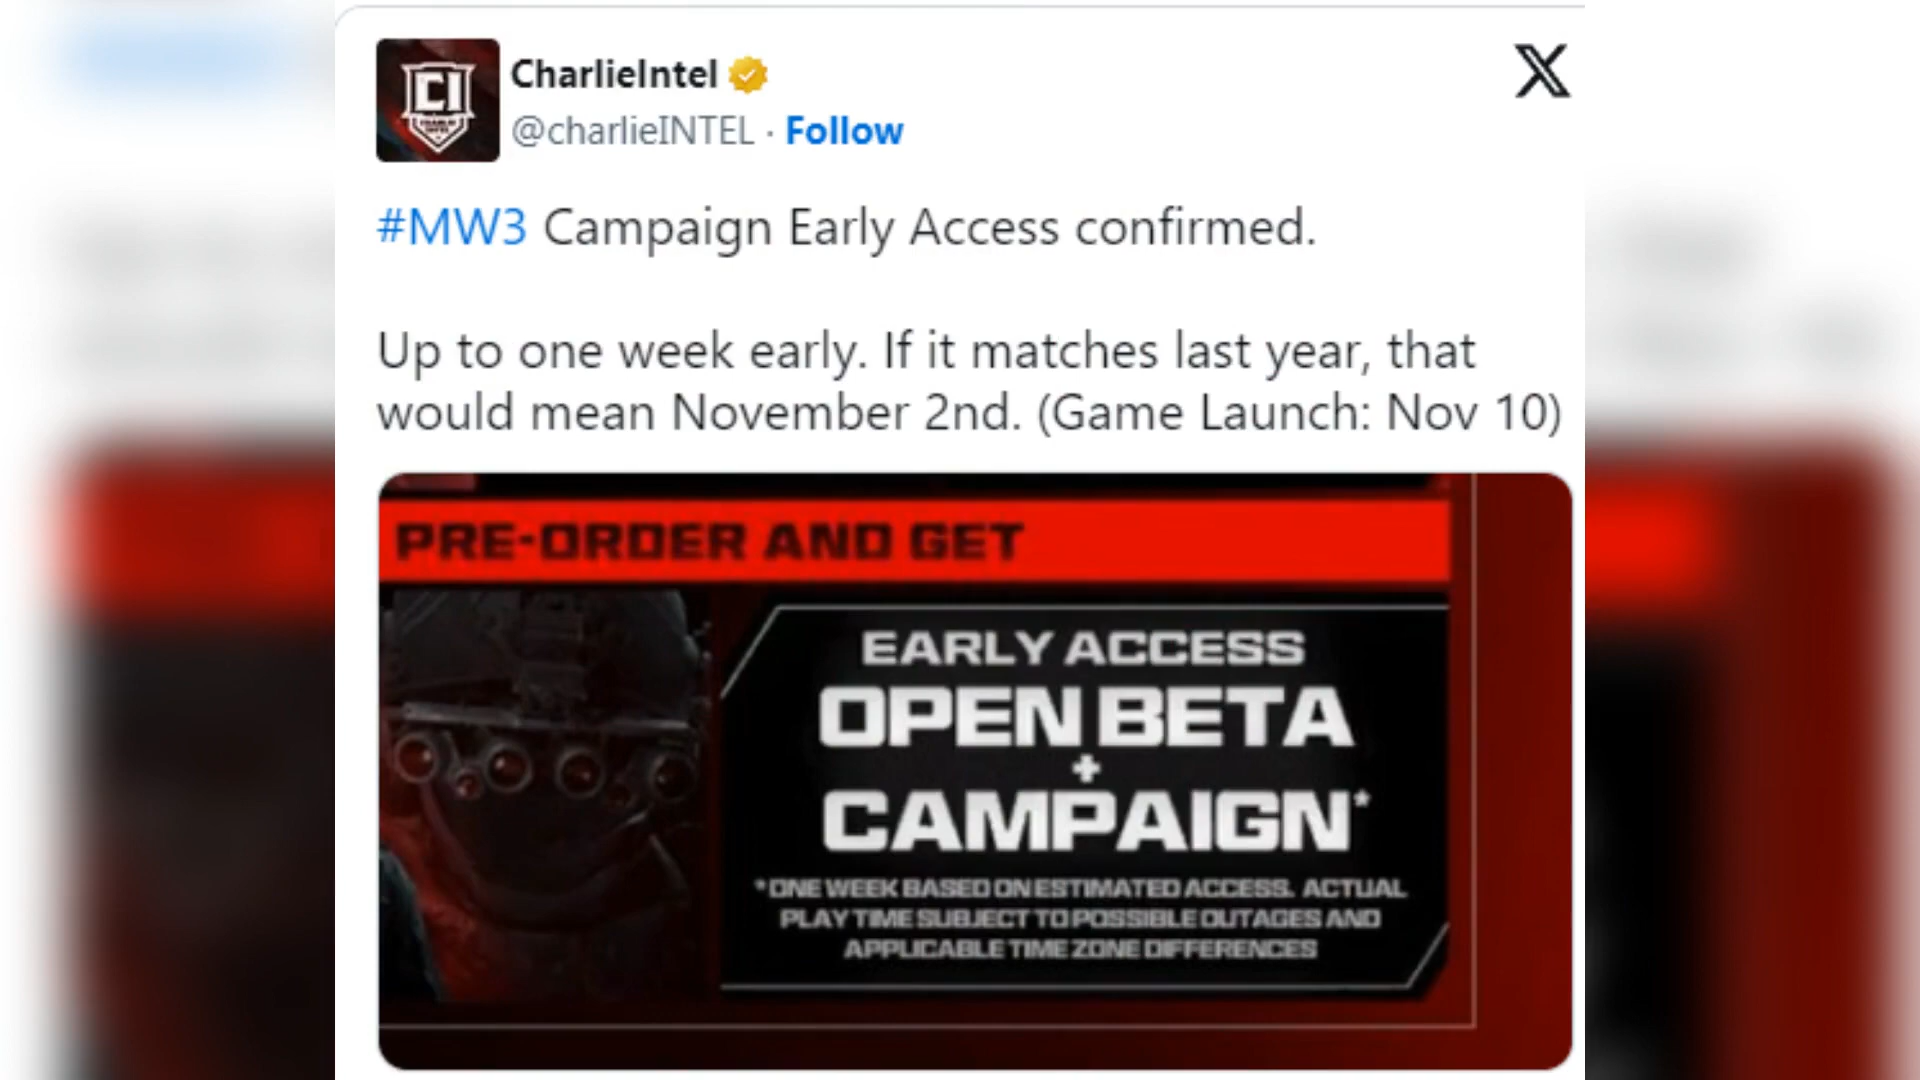 CharlieIntel
@charlieINTEL · Follow
#MW3 Campaign Early Access confirmed.
Up to one week early. If it matches last year, that
would mean November 2nd. (Game Launch: Nov 10)
PRE-ORDER AND GET
EARLY ACCESS
OPEN BETA
+
CAMPAIGN*
*ONE WEEK BASED ON ESTIMATED ACCESS. ACTUAL
PLAY TIME SUBJECT TO POSSIBLE OUTAGES AND
APPLICABLE TIME ZONE DIFFERENCES